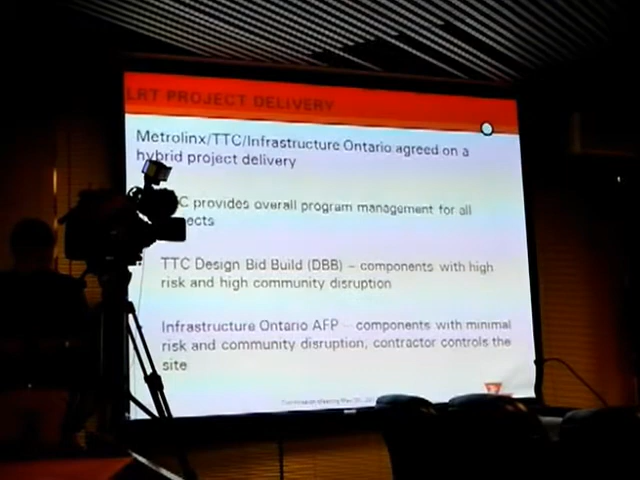 LRT PROJECT DELIVERY
Metrolinx/TTC/Infrastructure Ontario agreed on a
hybrid project delivery
C provides overall program management for all
ects
TTC Design Bid Build (DBB) – components with high
risk and high community disruption
Infrastructure Ontario AFP – components with minimal
risk and community disruption, contractor controls the
site